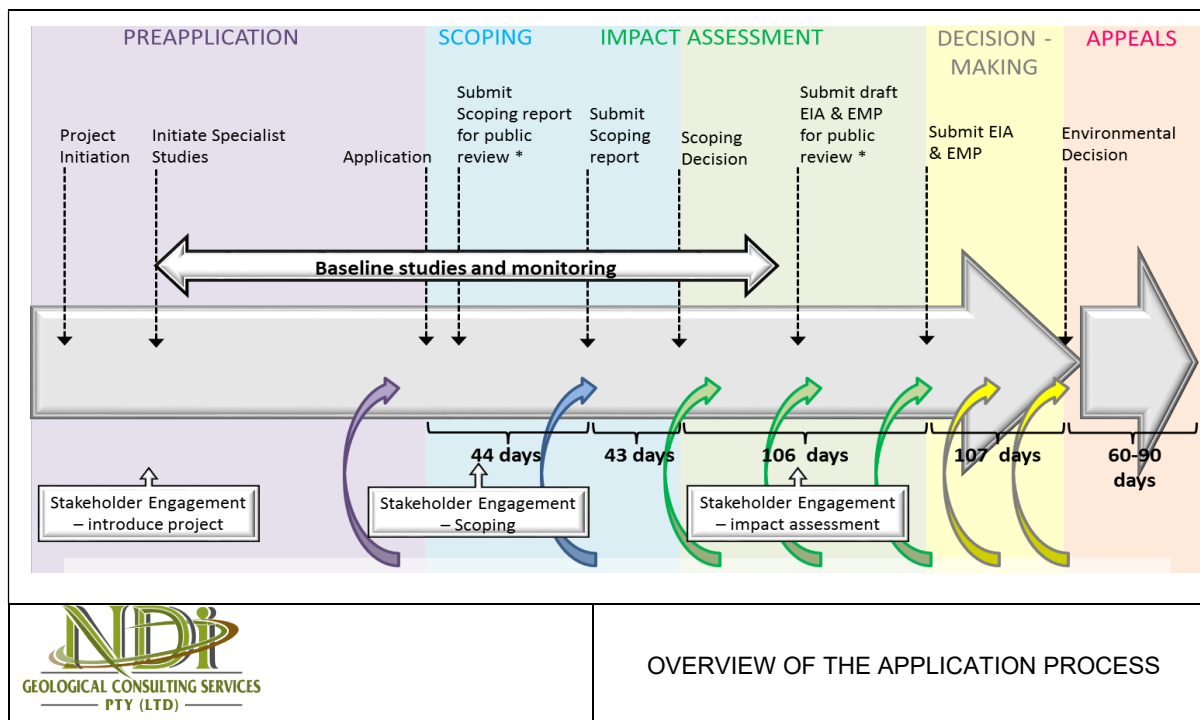 PREAPPLICATION
SCOPING
IMPACT ASSESSMENT
DECISION -
MAKING
APPEALS
Project
Initiation
Initiate Specialist
Studies
Application
Submit
Scoping report
for public
review *
Submit
Scoping
report
Scoping
Decision
Submit draft
EIA & EMP
for public
review *
Submit EIA
& EMP
Environmental
Decision
Baseline studies and monitoring
44 days
43 days
106 days
107 days
60-90
days
Stakeholder Engagement
– introduce project
Stakeholder Engagement
– Scoping
Stakeholder Engagement
– impact assessment
NDi
GEOLOGICAL CONSULTING SERVICES
PTY (LTD)
OVERVIEW OF THE APPLICATION PROCESS